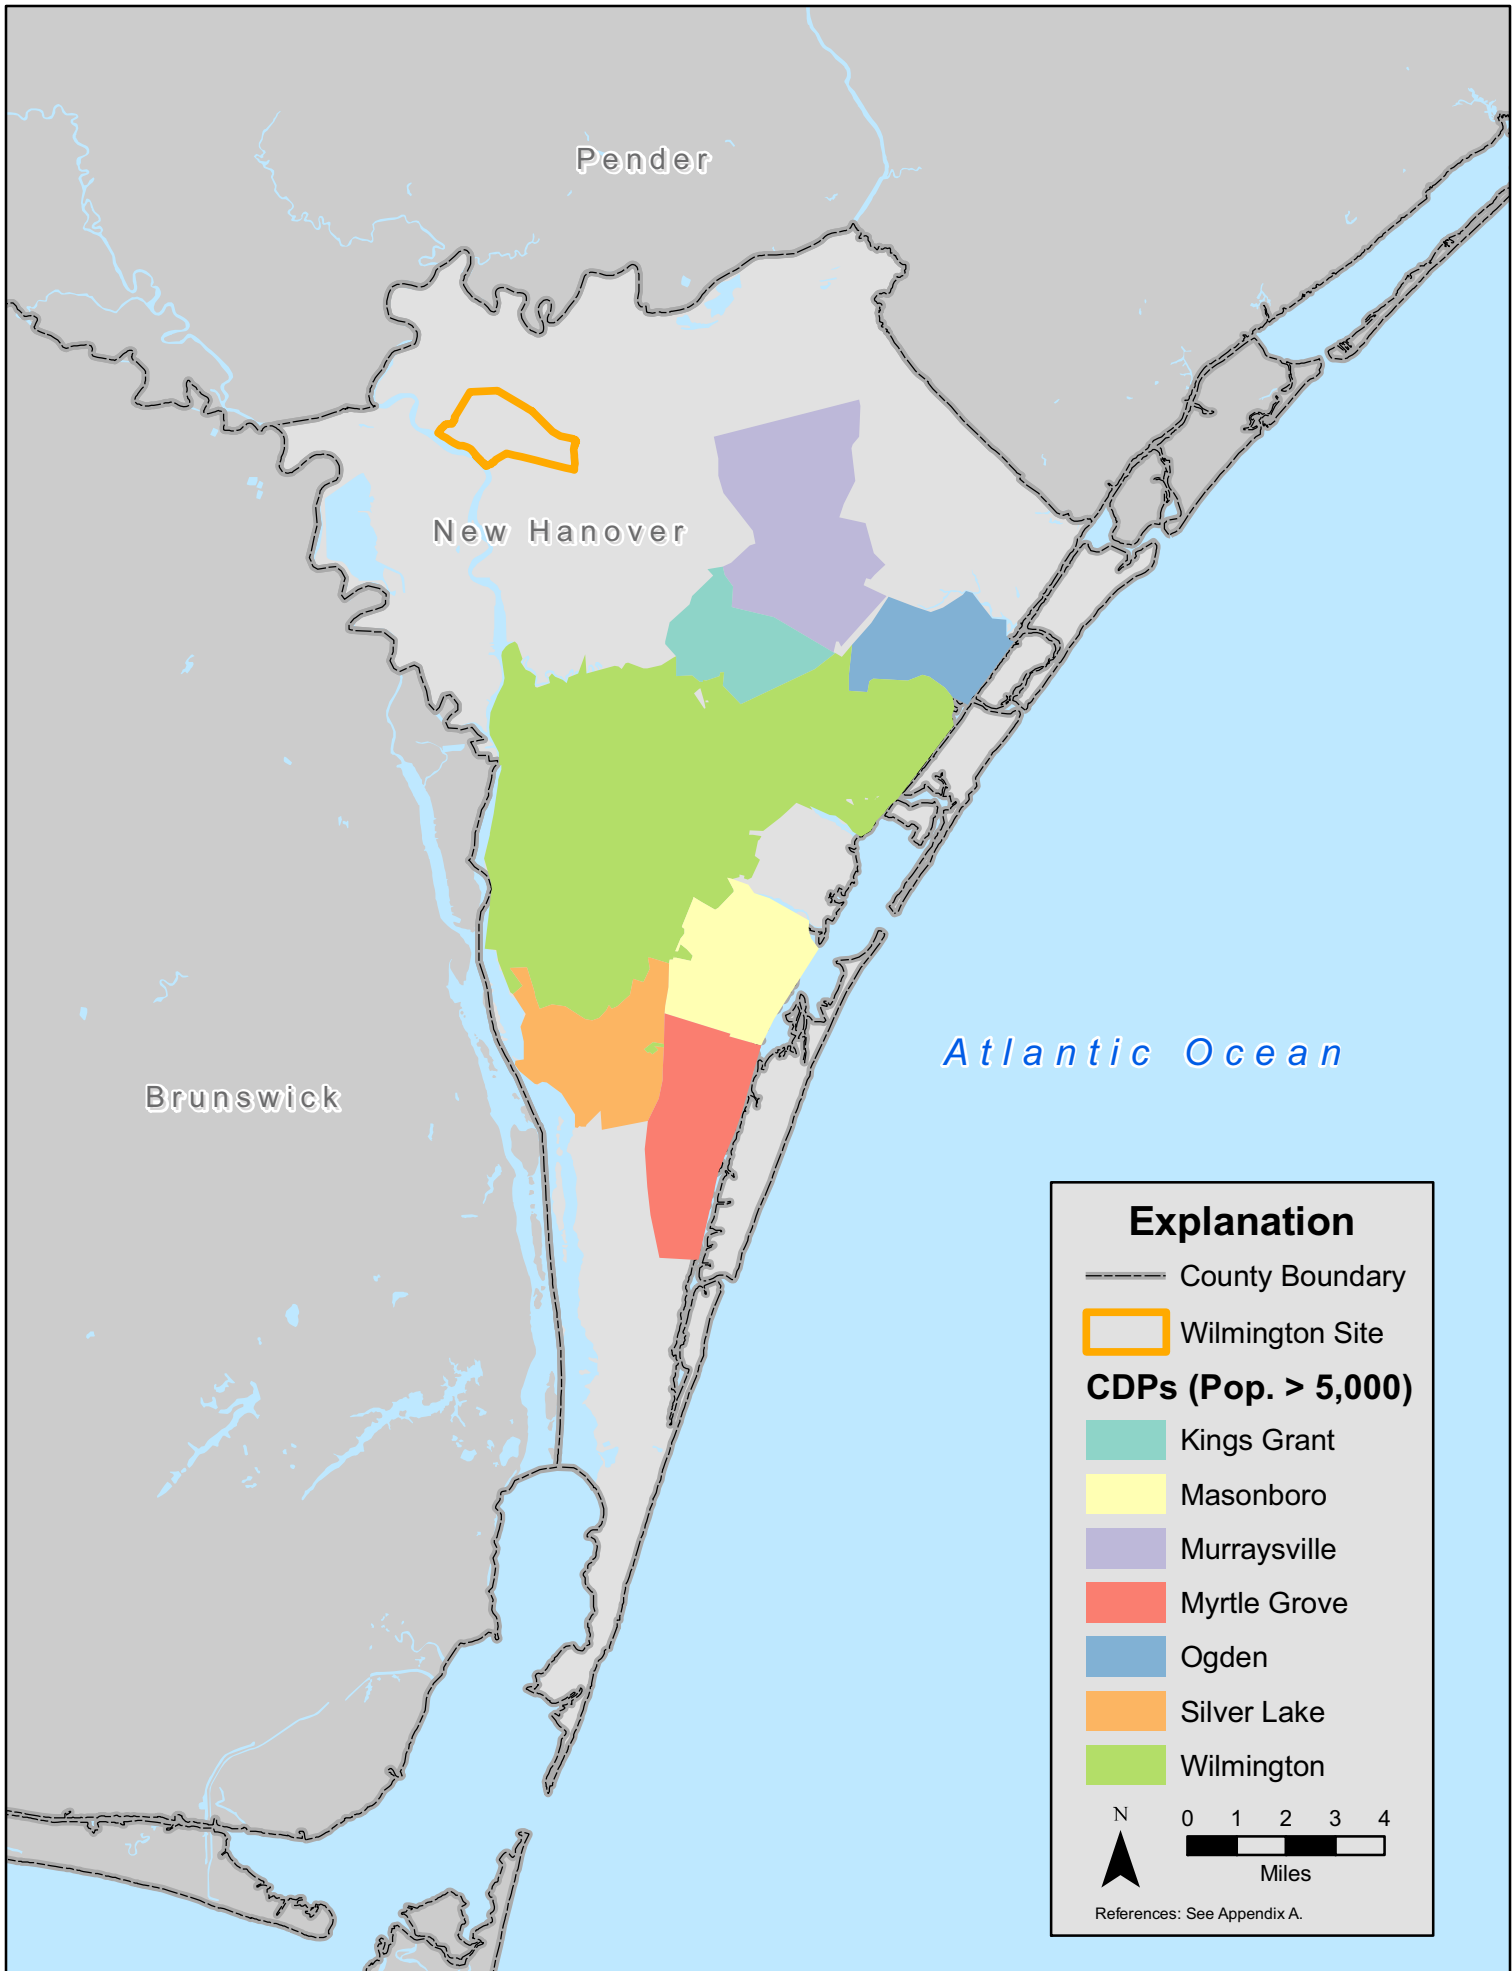 Pender
New Hanover
Atlantic Ocean
Brunswick
Explanation
County Boundary
Wilmington Site
CDPs (Pop. > 5,000)
Kings Grant
Masonboro
Murraysville
Myrtle Grove
Ogden
Silver Lake
Wilmington
N
0 1 2 3 4
Miles
References: See Appendix A.